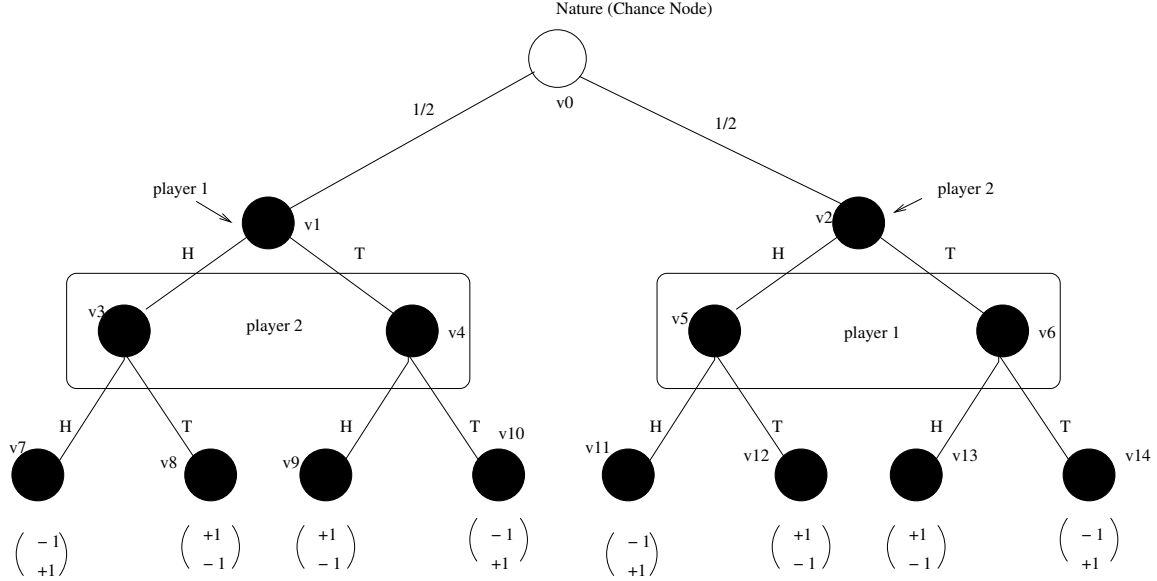 Nature (Chance Node)
v0
1/2
1/2
player 1
player 2
v1
v2
H
T
H
T
v3
player 2
v4
v5
player 1
v6
H
T
H
T
H
T
H
T
v7
v8
v9
v10
v11
v12
v13
v14
− 1
+1
+1
− 1
+1
− 1
− 1
+1
− 1
+1
+1
− 1
+1
− 1
− 1
+1